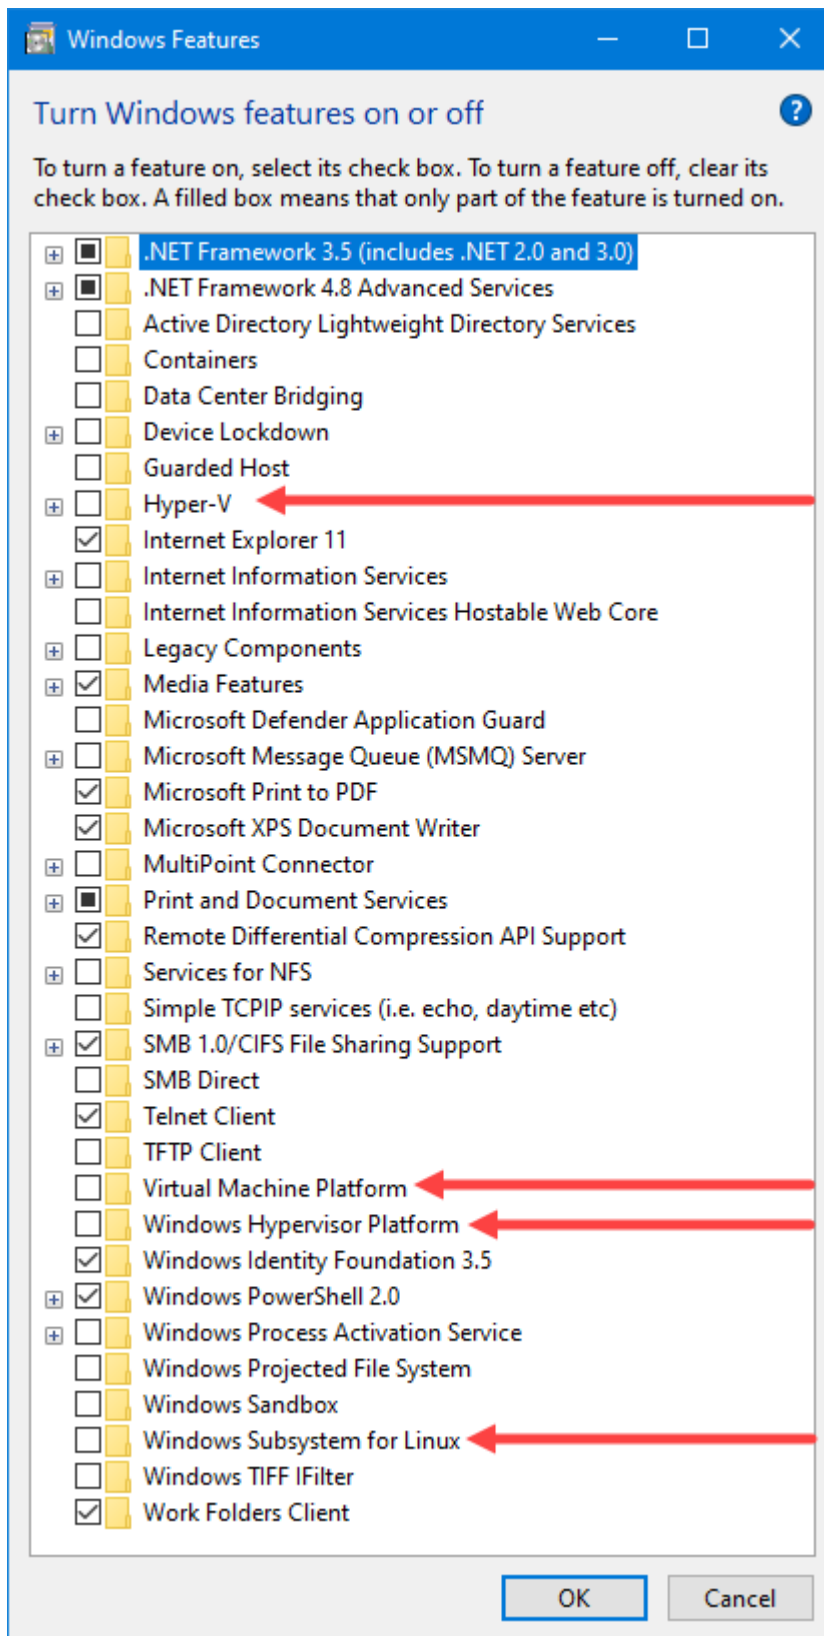 Windows Features
Turn Windows features on or off
To turn a feature on, select its check box. To turn a feature off, clear its
check box. A filled box means that only part of the feature is turned on.
.NET Framework 3.5 (includes .NET 2.0 and 3.0)
.NET Framework 4.8 Advanced Services
Active Directory Lightweight Directory Services
Containers
Data Center Bridging
Device Lockdown
Guarded Host
Hyper-V
Internet Explorer 11
Internet Information Services
Internet Information Services Hostable Web Core
Legacy Components
Media Features
Microsoft Defender Application Guard
Microsoft Message Queue (MSMQ) Server
Microsoft Print to PDF
Microsoft XPS Document Writer
MultiPoint Connector
Print and Document Services
Remote Differential Compression API Support
Services for NFS
Simple TCPIP services (i.e. echo, daytime etc)
SMB 1.0/CIFS File Sharing Support
SMB Direct
Telnet Client
TFTP Client
Virtual Machine Platform
Windows Hypervisor Platform
Windows Identity Foundation 3.5
Windows PowerShell 2.0
Windows Process Activation Service
Windows Projected File System
Windows Sandbox
Windows Subsystem for Linux
Windows TIFF IFilter
Work Folders Client
OK
Cancel